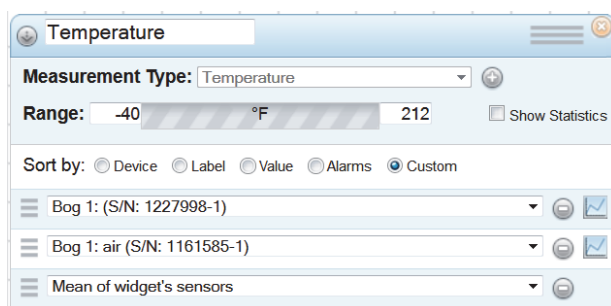 Temperature
Measurement Type: Temperature
Range: -40 °F 212 Show Statistics
Sort by: Device Label Value Alarms Custom
Bog 1: (S/N: 1227998-1)
Bog 1: air (S/N: 1161585-1)
Mean of widget's sensors